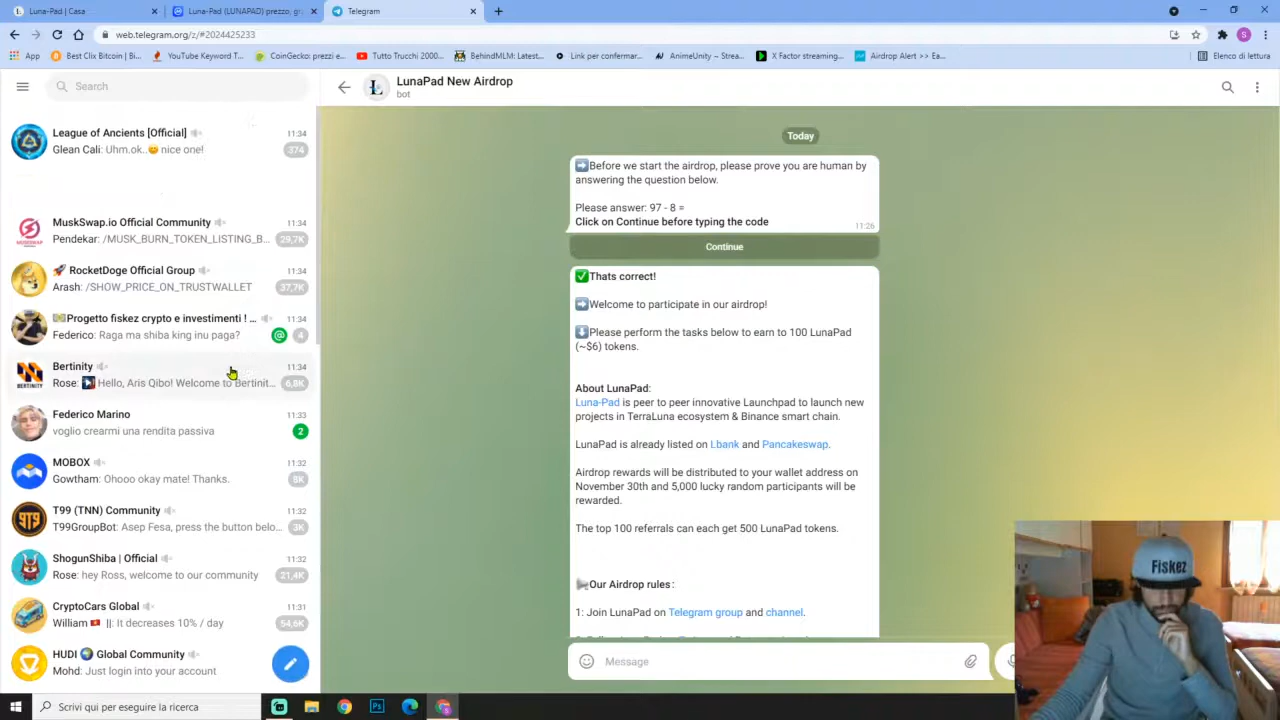 Luna-Pad | Casa
Luna-Pad (LUNAPAD) prezzo, gr
Telegram
web.telegram.org/z/#2024425233
App
Best Clix Bitcoin | Bi...
YouTube Keyword T...
CoinGecko: prezzi e...
Tutto Trucchi 2000...
BehindMLM: Latest...
Link per confermar...
AnimeUnity ~ Strea...
X Factor streaming...
Airdrop Alert >> Ea...
Elenco di lettura
S
Search
LunaPad New Airdrop
bot
League of Ancients [Official]
11:34
Glean Cali: Uhm.ok..😊 nice one!
374
MuskSwap.io Official Community
11:34
Pendekar: /MUSK_BURN_TOKEN_LISTING_B...
29,7K
🚀 RocketDoge Official Group
11:34
Arash: /SHOW_PRICE_ON_TRUSTWALLET
37,7K
Progetto fiskez crypto e investimenti ! ...
11:34
Federico: Raga ma shiba king inu paga?
@
4
Bertinity
11:34
BERTINITY
Rose: Hello, Aris Qibo! Welcome to Bertinit...
6,8K
Federico Marino
11:33
voglio crearmi una rendita passiva
2
MOBOX
11:32
Gowtham: Ohooo okay mate! Thanks.
8K
T99 (TNN) Community
11:32
T99GroupBot: Asep Fesa, press the button belo...
3K
ShogunShiba | Official
11:32
Rose: hey Ross, welcome to our community
21,4K
CryptoCars Global
11:31
William 🇻🇳 ||: It decreases 10% / day
54,6K
HUDI 🌍 Global Community
Mohd: Just login into your account
Today
➡️Before we start the airdrop, please prove you are human by
answering the question below.
Please answer: 97 - 8 =
Click on Continue before typing the code
11:26
Continue
✅Thats correct!
➡️Welcome to participate in our airdrop!
⬇️Please perform the tasks below to earn to 100 LunaPad
(~$6) tokens.
About LunaPad:
Luna-Pad is peer to peer innovative Launchpad to launch new
projects in TerraLuna ecosystem & Binance smart chain.
LunaPad is already listed on Lbank and Pancakeswap.
Airdrop rewards will be distributed to your wallet address on
November 30th and 5,000 lucky random participants will be
rewarded.
The top 100 referrals can each get 500 LunaPad tokens.
📢Our Airdrop rules:
1: Join LunaPad on Telegram group and channel.
Message
Fiskez
Scrivi qui per eseguire la ricerca